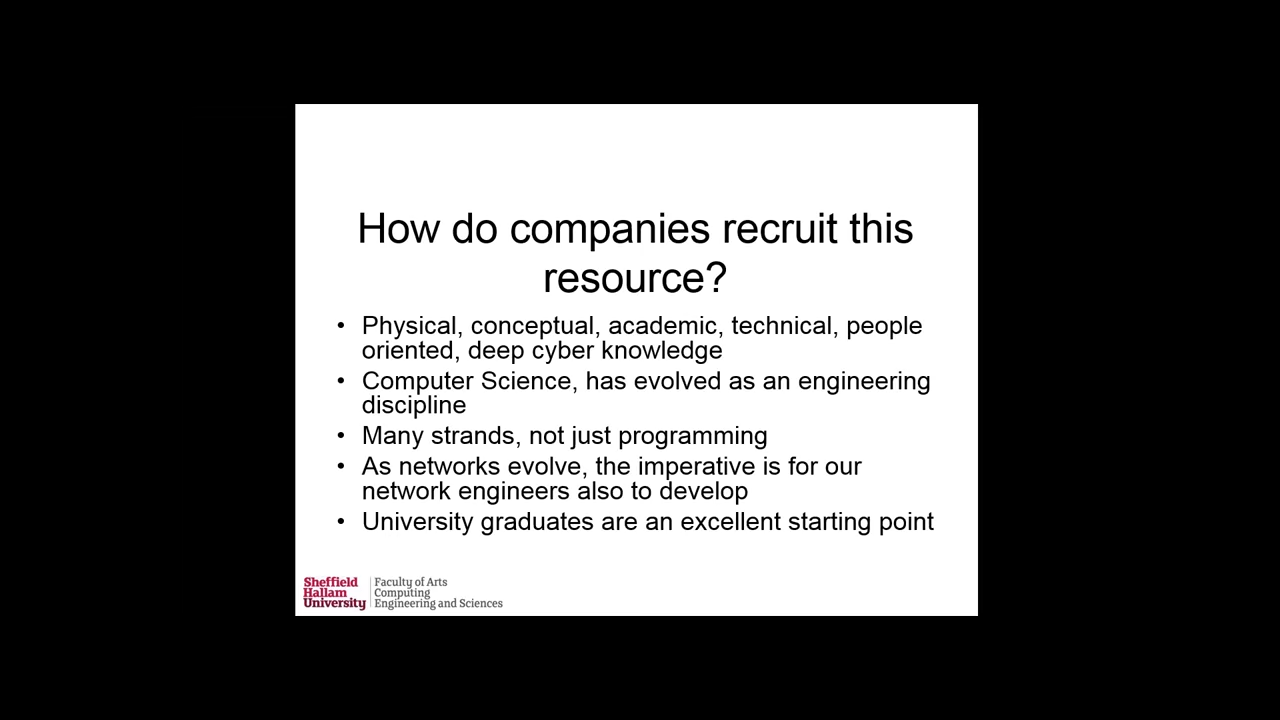 How do companies recruit this
resource?
• Physical, conceptual, academic, technical, people
oriented, deep cyber knowledge
• Computer Science, has evolved as an engineering
discipline
• Many strands, not just programming
• As networks evolve, the imperative is for our
network engineers also to develop
• University graduates are an excellent starting point
Sheffield
Hallam
University
Faculty of Arts
Computing
Engineering and Sciences